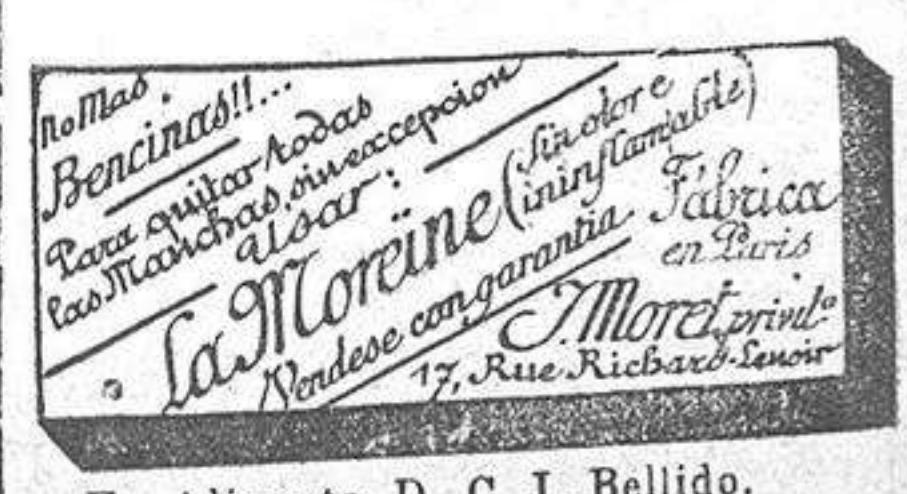 No Mas
Bencinas!!...
Para quitar todas
las Manchas, sin excepcion
Usar:
La Moreïne (Sin olor e
ininflamable)
Vendese con garantia
Fábrica
en Paris
J. Moret, privil.º
17, Rue Richard-Lenoir
D. C. J. Bellido.